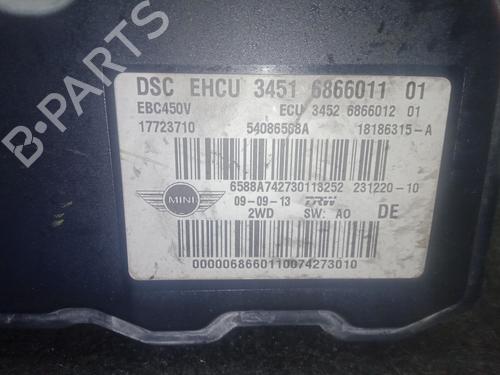 DSC EHCU 3451 6866011 01
EBC450V ECU 3452 6866012 01
17723710 54086568A 18186315-A
6588A742730113252 231220-10
MINI 09-09-13 TRW DE
2WD SW: A0
0000068660110074273010
B-PARTS